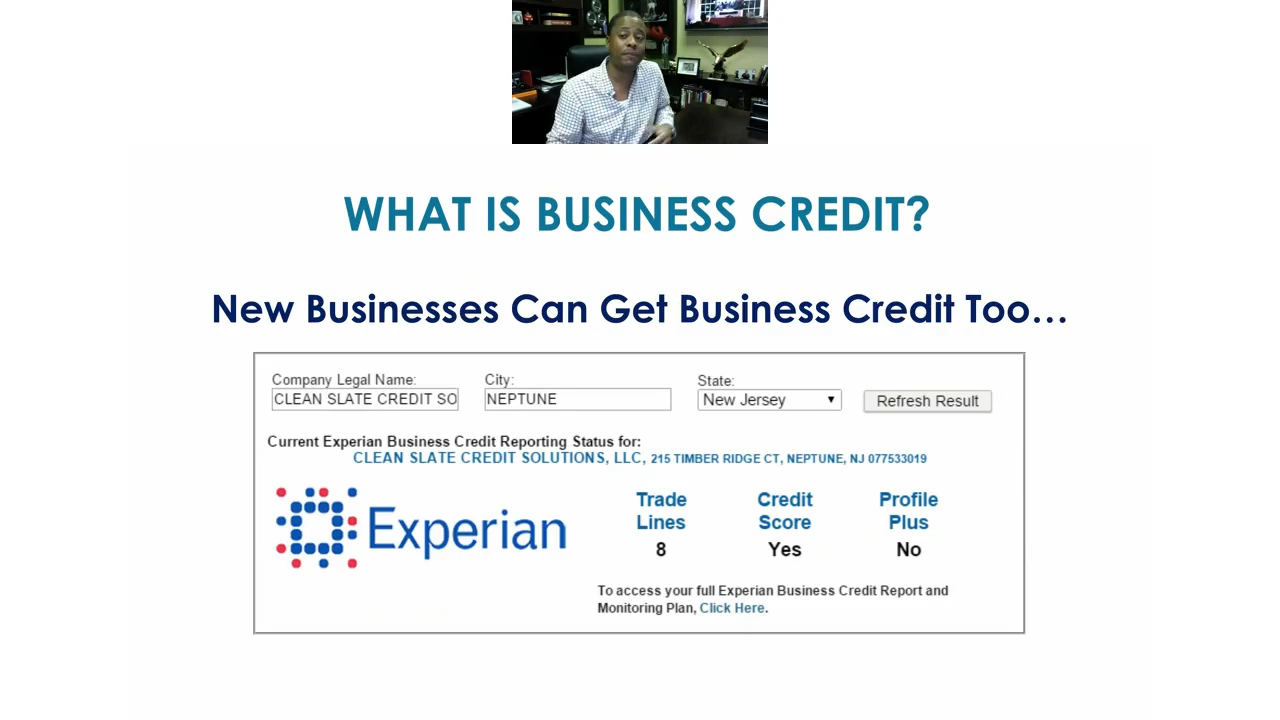 WHAT IS BUSINESS CREDIT?
New Businesses Can Get Business Credit Too…
Company Legal Name:
City:
State:
CLEAN SLATE CREDIT SO
NEPTUNE
New Jersey
Refresh Result
Current Experian Business Credit Reporting Status for:
CLEAN SLATE CREDIT SOLUTIONS, LLC, 215 TIMBER RIDGE CT, NEPTUNE, NJ 077533019
Experian
Trade Lines
Credit Score
Profile Plus
8
Yes
No
To access your full Experian Business Credit Report and
Monitoring Plan, Click Here.